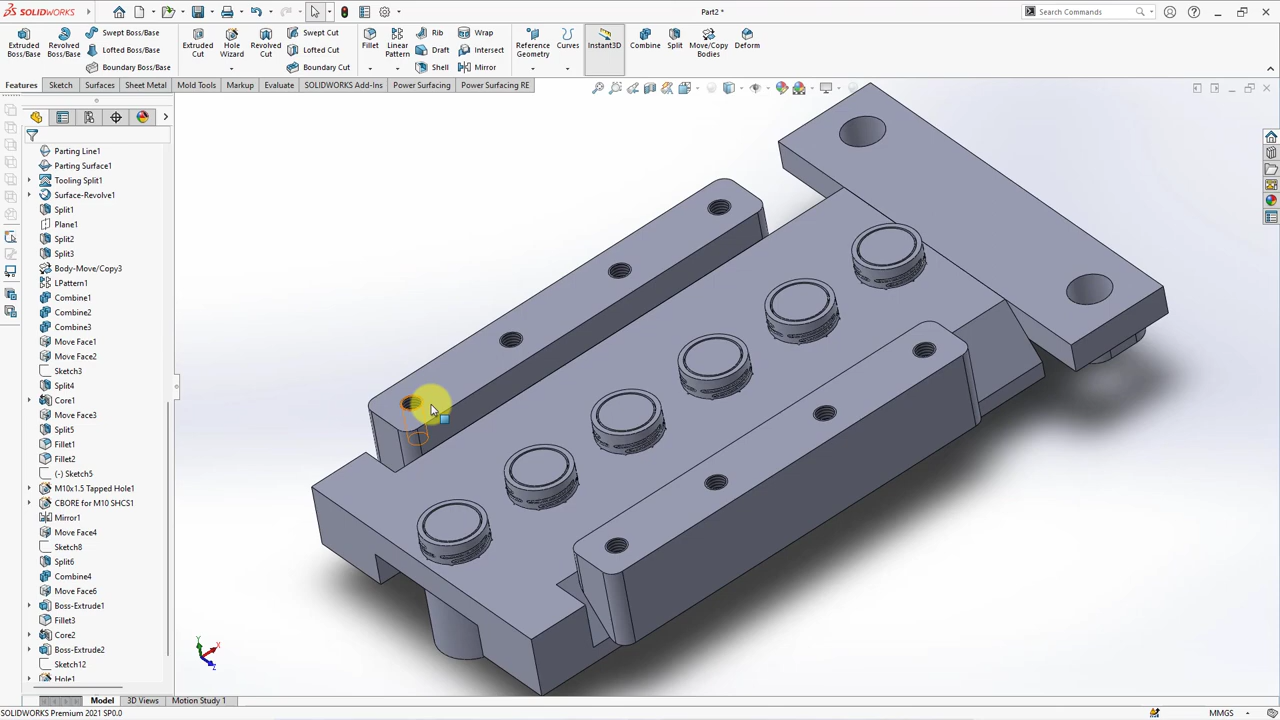 SOLIDWORKS
Part2 *
Search Commands
Extruded Boss/Base
Revolved Boss/Base
Swept Boss/Base
Lofted Boss/Base
Boundary Boss/Base
Extruded Cut
Hole Wizard
Revolved Cut
Swept Cut
Lofted Cut
Boundary Cut
Fillet
Linear Pattern
Rib
Draft
Shell
Wrap
Intersect
Mirror
Reference Geometry
Curves
Instant3D
Combine
Split
Move/Copy Bodies
Deform
Features
Sketch
Surfaces
Sheet Metal
Mold Tools
Markup
Evaluate
SOLIDWORKS Add-Ins
Power Surfacing
Power Surfacing RE
Parting Line1
Parting Surface1
Tooling Split1
Surface-Revolve1
Split1
Plane1
Split2
Split3
Body-Move/Copy3
LPattern1
Combine1
Combine2
Combine3
Move Face1
Move Face2
Sketch3
Split4
Core1
Move Face3
Split5
Fillet1
Fillet2
(-) Sketch5
M10x1.5 Tapped Hole1
CBORE for M10 SHCS1
Mirror1
Move Face4
Sketch8
Split6
Combine4
Move Face6
Boss-Extrude1
Fillet3
Core2
Boss-Extrude2
Sketch12
Hole1
Y
X
Z
Model
3D Views
Motion Study 1
SOLIDWORKS Premium 2021 SP0.0
MMGS